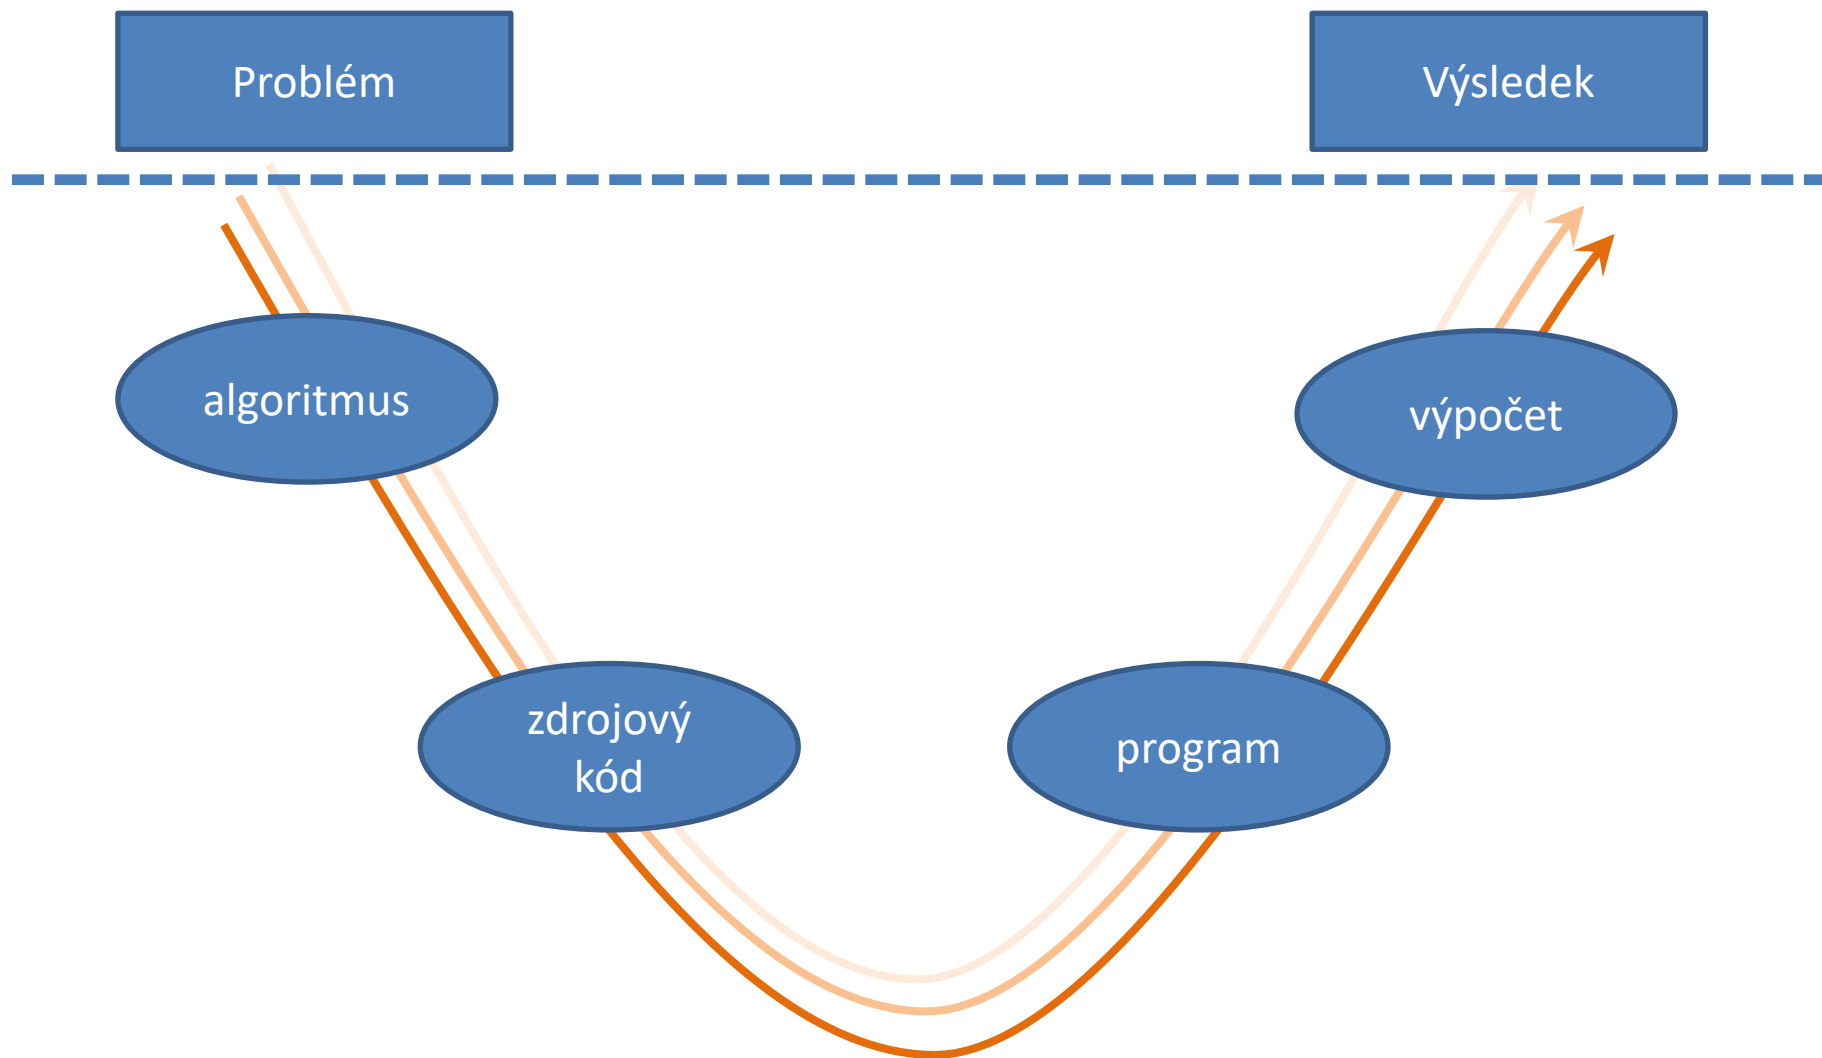 Problém
Výsledek
algoritmus
výpočet
zdrojový
kód
program